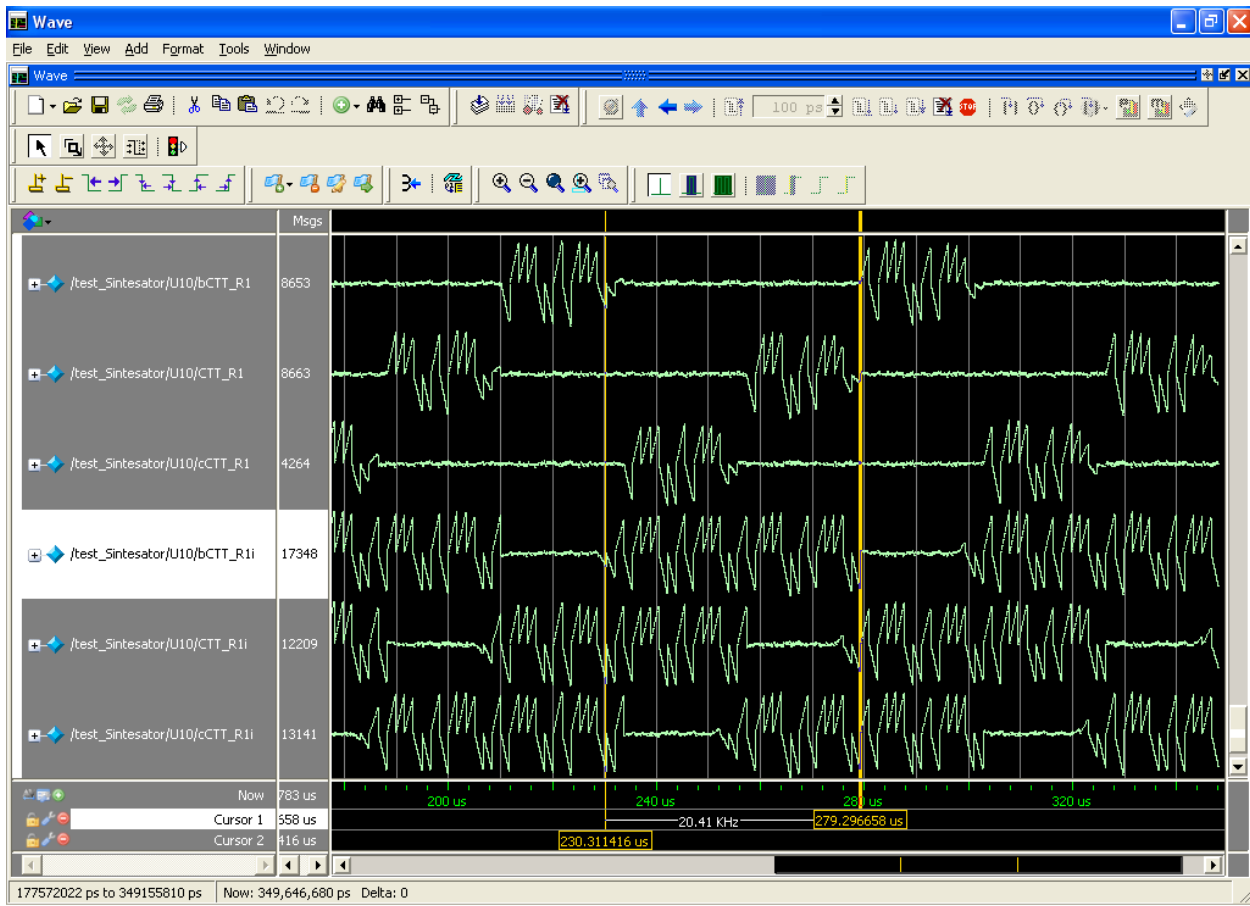 Wave
File Edit View Add Format Tools Window
Wave
100 ps
STOP
Msgs
/test_Sintesator/U10/bCTT_R1 8653
/test_Sintesator/U10/CTT_R1 8663
/test_Sintesator/U10/cCTT_R1 4264
/test_Sintesator/U10/bCTT_R1i 17348
/test_Sintesator/U10/CTT_R1i 12209
/test_Sintesator/U10/cCTT_R1i 13141
Now 783 us 200 us 240 us 280 us 320 us
Cursor 1 658 us 20.41 KHz 279.296658 us
Cursor 2 416 us 230.311416 us
177572022 ps to 349155810 ps Now: 349,646,680 ps Delta: 0